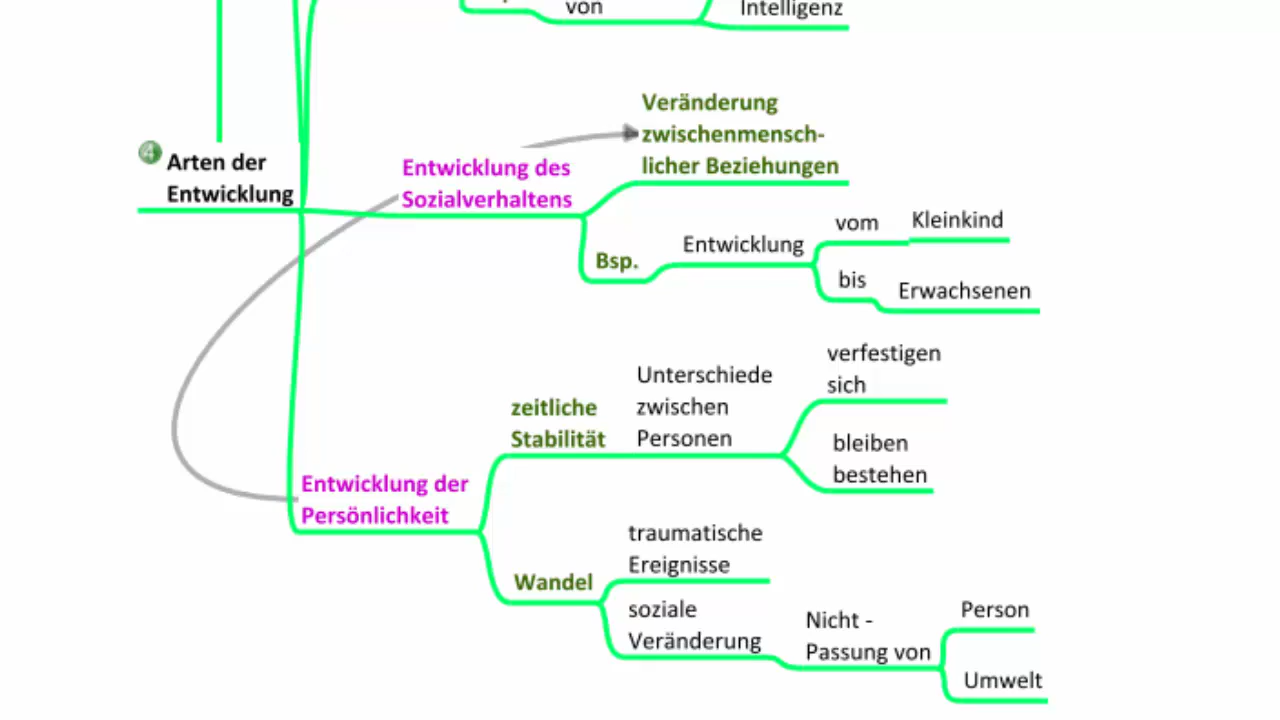 von
Intelligenz
4
Arten der
Entwicklung
Entwicklung des
Sozialverhaltens
Veränderung
zwischenmensch-
licher Beziehungen
Bsp.
Entwicklung
vom
Kleinkind
bis
Erwachsenen
Entwicklung der
Persönlichkeit
zeitliche
Stabilität
Unterschiede
zwischen
Personen
verfestigen
sich
bleiben
bestehen
Wandel
traumatische
Ereignisse
soziale
Veränderung
Nicht -
Passung von
Person
Umwelt